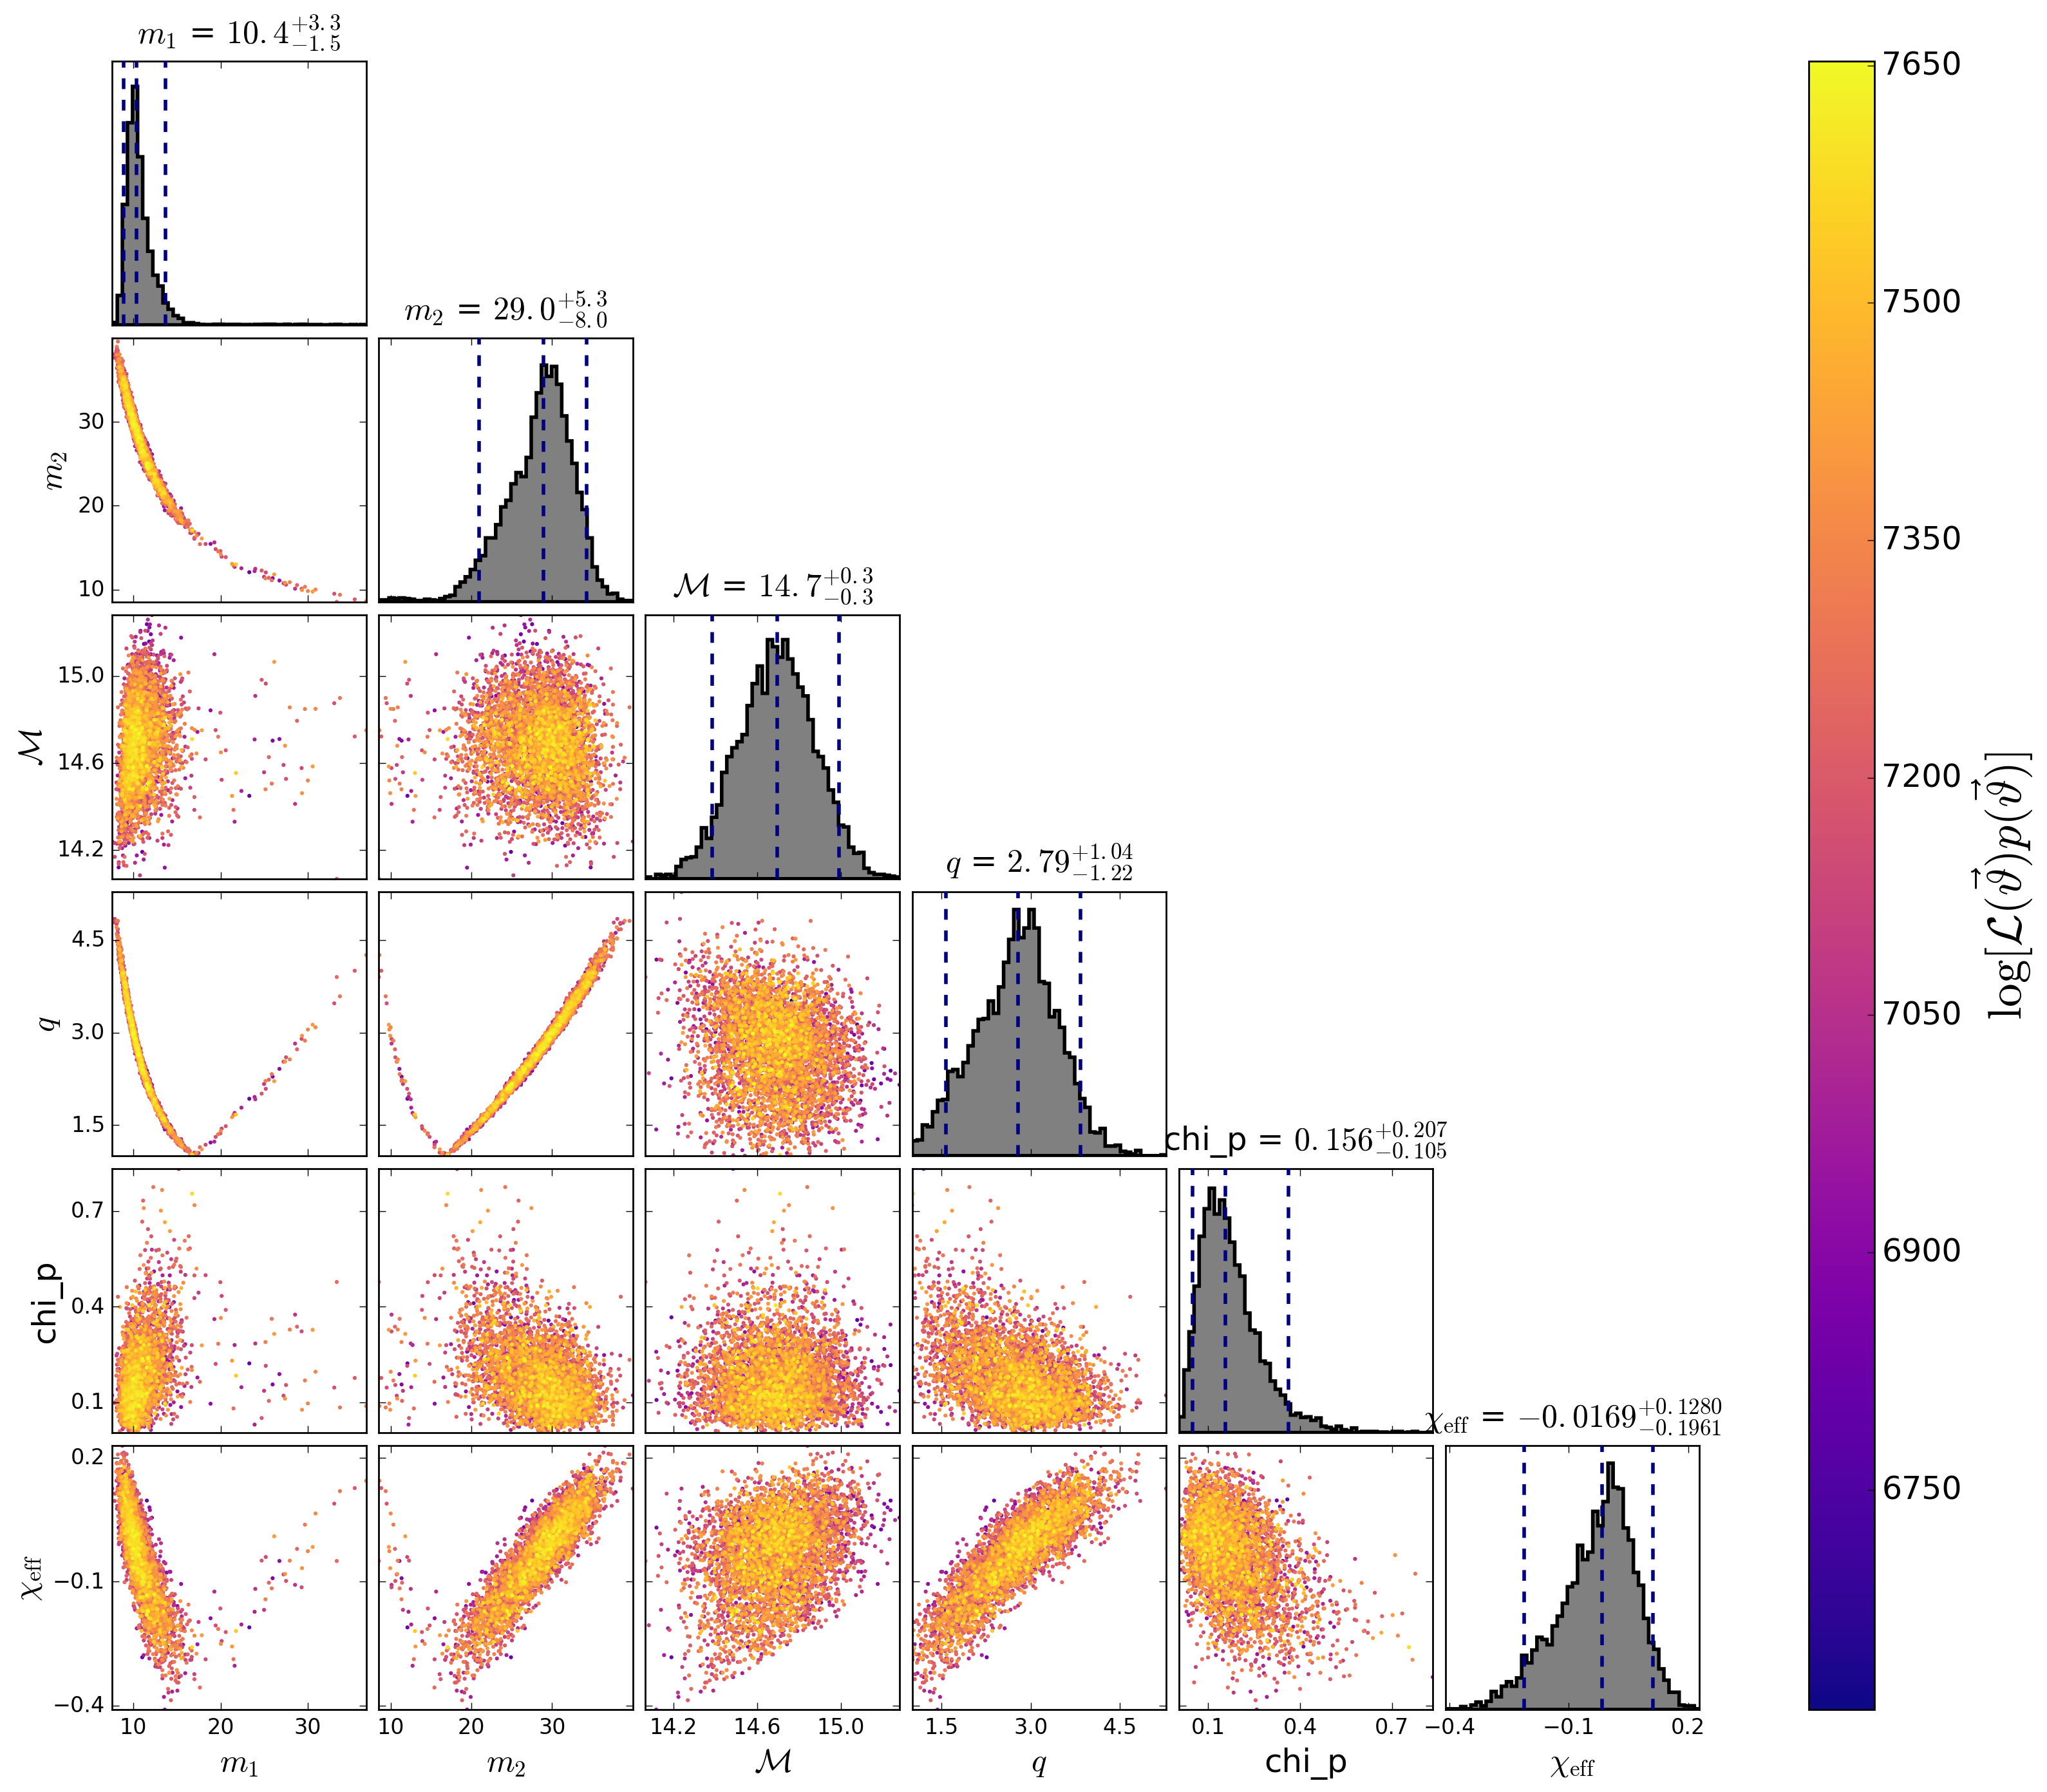 m₁ = 10.4 +3.3 −1.5
7650
m₂ = 29.0 +5.3 −8.0
7500
30
m₂
20
10
7350
ℳ = 14.7 +0.3 −0.3
15.0
ℳ
14.6
14.2
7200
log[ℒ(ϑ⃗)p(ϑ⃗)]
q = 2.79 +1.04 −1.22
4.5
q
3.0
1.5
7050
chi_p = 0.156 +0.207 −0.105
0.7
chi_p
0.4
0.1
6900
χeff = −0.0169 +0.1280 −0.1961
0.2
χeff
−0.1
−0.4
6750
10 20 30 10 20 30 14.2 14.6 15.0 1.5 3.0 4.5 0.1 0.4 0.7 −0.4 −0.1 0.2
m₁ m₂ ℳ q chi_p χeff